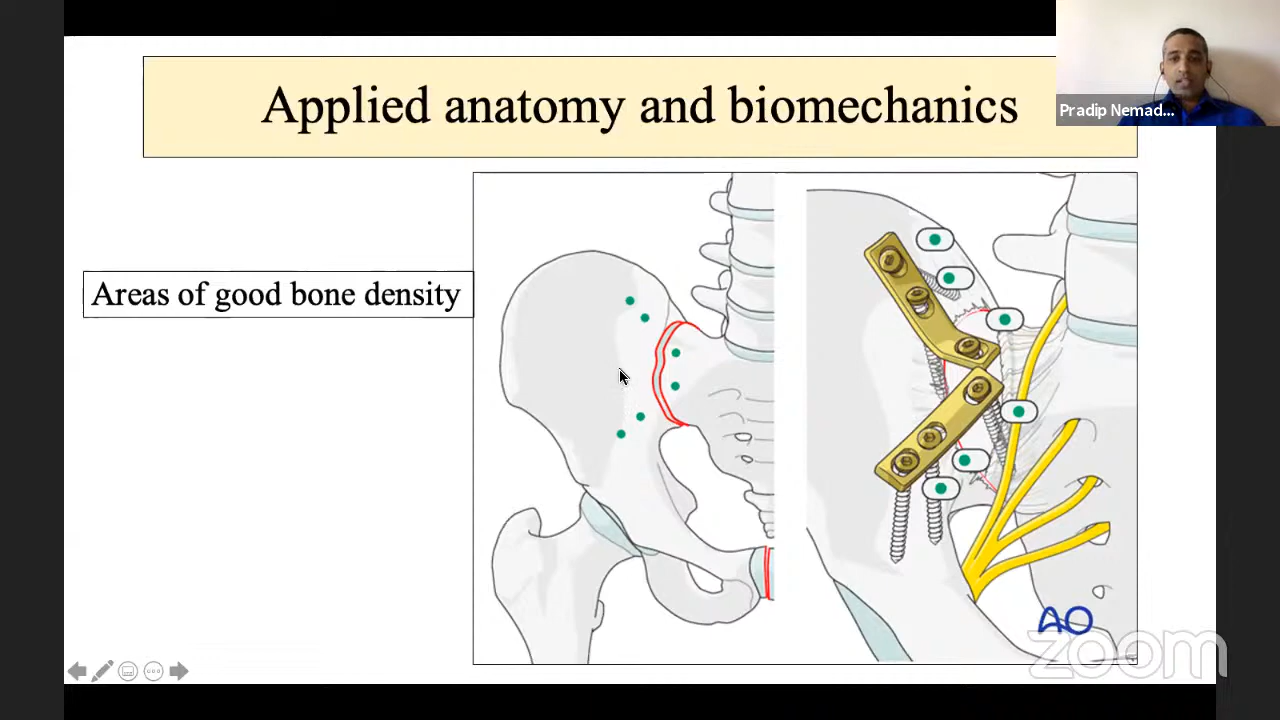 Applied anatomy and biomechanics
Pradip Nemad...
Areas of good bone density
AO
zoom